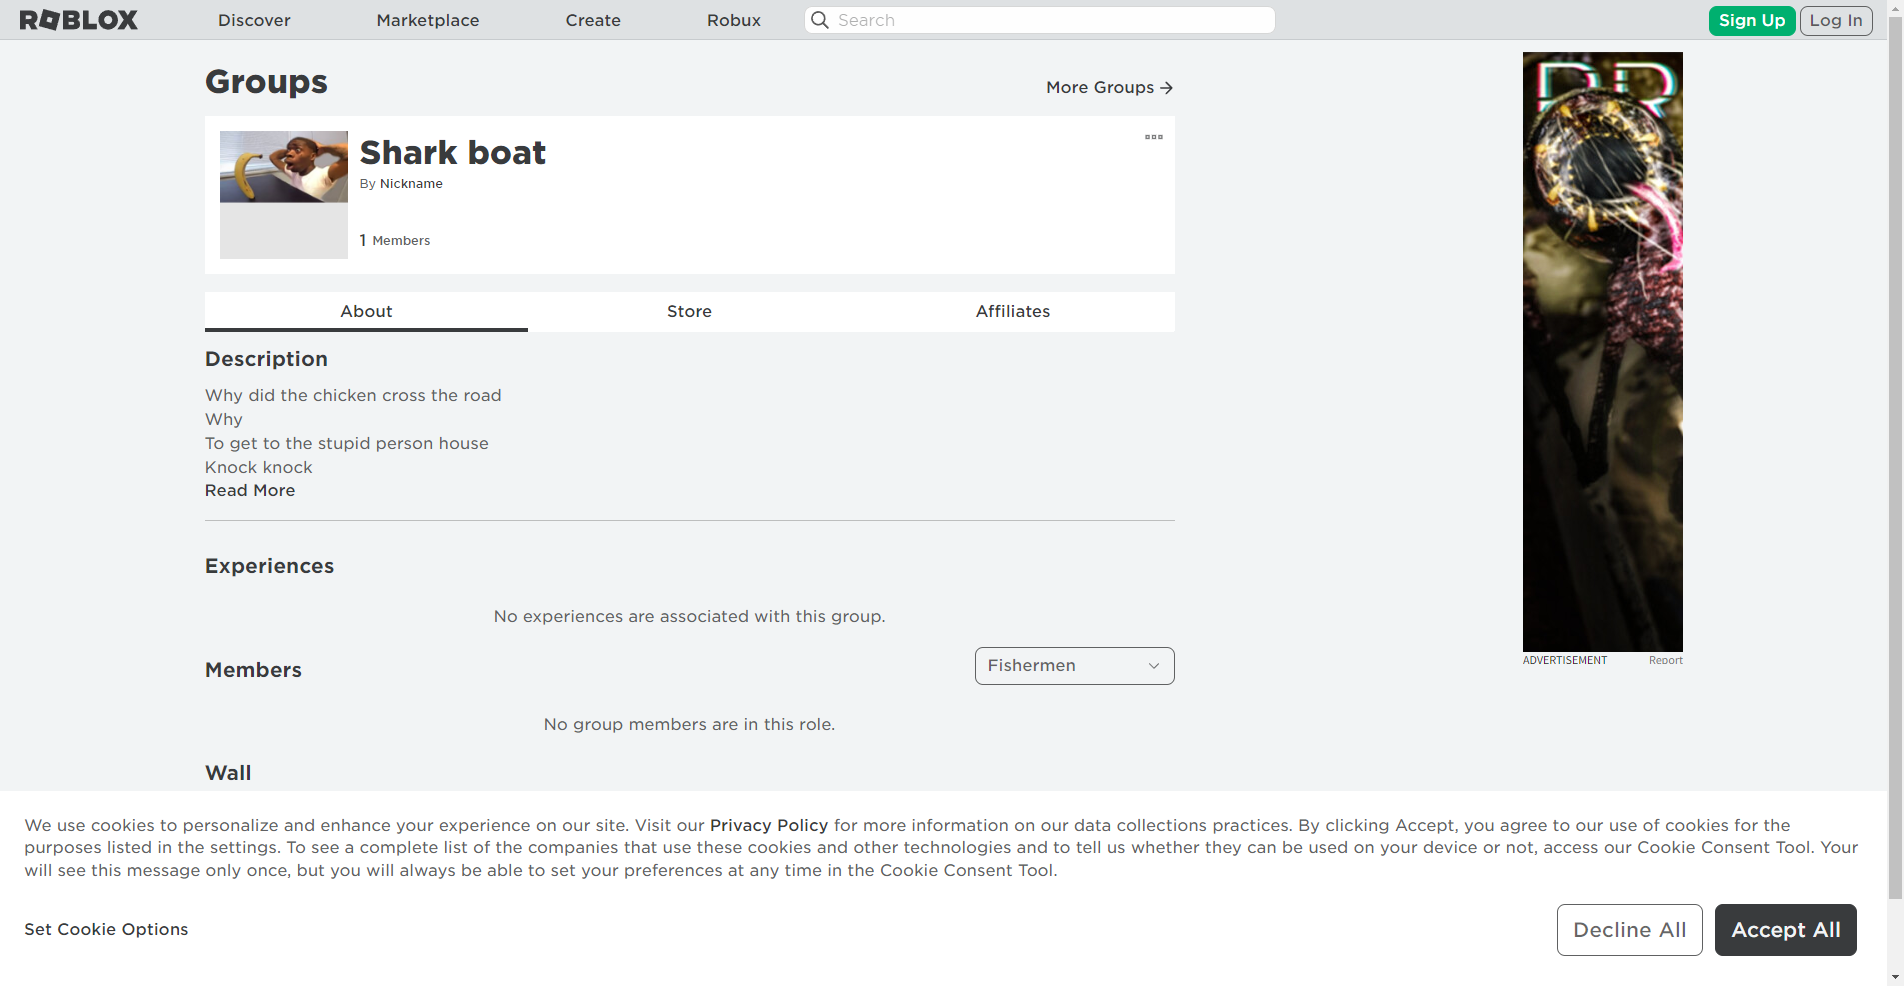 ROBLOX
Discover
Marketplace
Create
Robux
Search
Sign Up
Log In
Groups
More Groups
Shark boat
By Nickname
1 Members
About
Store
Affiliates
Description
Why did the chicken cross the road
Why
To get to the stupid person house
Knock knock
Read More
Experiences
No experiences are associated with this group.
Members
Fishermen
No group members are in this role.
Wall
DR
ADVERTISEMENT
Report
We use cookies to personalize and enhance your experience on our site. Visit our Privacy Policy for more information on our data collections practices. By clicking Accept, you agree to our use of cookies for the
purposes listed in the settings. To see a complete list of the companies that use these cookies and other technologies and to tell us whether they can be used on your device or not, access our Cookie Consent Tool. Your
will see this message only once, but you will always be able to set your preferences at any time in the Cookie Consent Tool.
Set Cookie Options
Decline All
Accept All